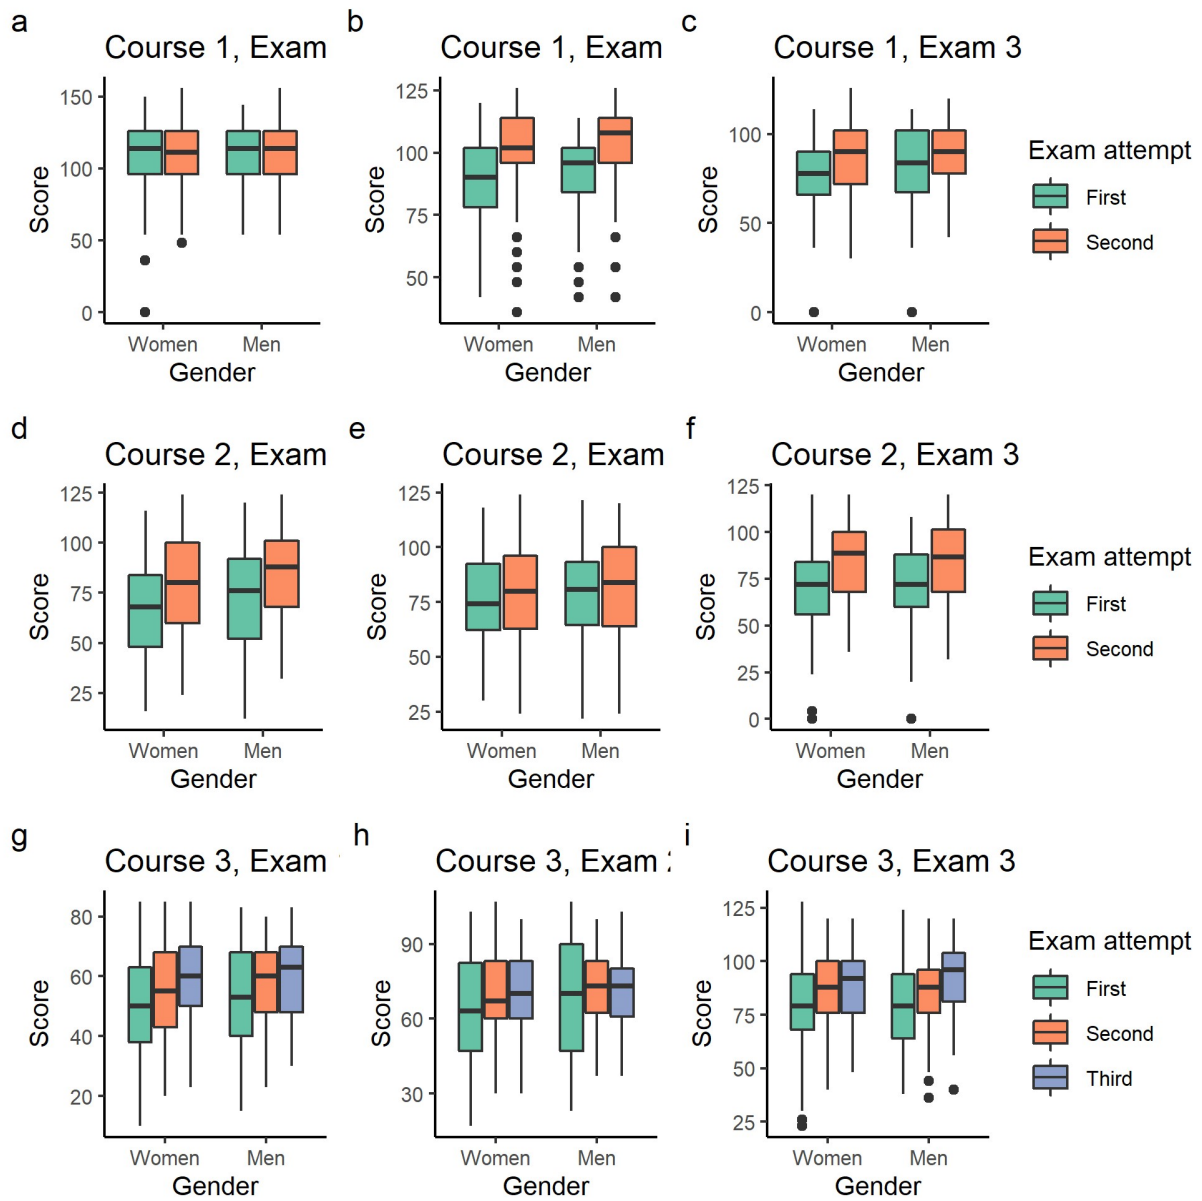 a
Course 1, Exam
Score
150
100
50
0
Women Men
Gender
b
Course 1, Exam
Score
125
100
75
50
Women Men
Gender
c
Course 1, Exam 3
Score
100
50
0
Women Men
Gender
Exam attempt
First
Second
d
Course 2, Exam
Score
125
100
75
50
25
Women Men
Gender
e
Course 2, Exam
Score
125
100
75
50
25
Women Men
Gender
f
Course 2, Exam 3
Score
125
100
75
50
25
0
Women Men
Gender
Exam attempt
First
Second
g
Course 3, Exam
Score
80
60
40
20
Women Men
Gender
h
Course 3, Exam
Score
90
60
30
Women Men
Gender
i
Course 3, Exam 3
Score
125
100
75
50
25
Women Men
Gender
Exam attempt
First
Second
Third